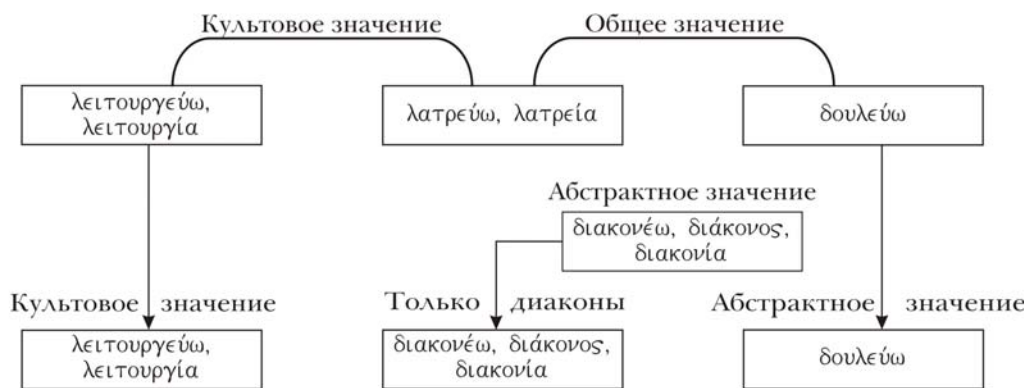 Культовое значение
Общее значение
λειτουργεύω,
λειτουργία
λατρεύω, λατρεία
δουλεύω
Абстрактное значение
διακονέω, διάκονος,
διακονία
Культовое значение
Только диаконы
Абстрактное значение
λειτουργεύω,
λειτουργία
διακονέω, διάκονος,
διακονία
δουλεύω